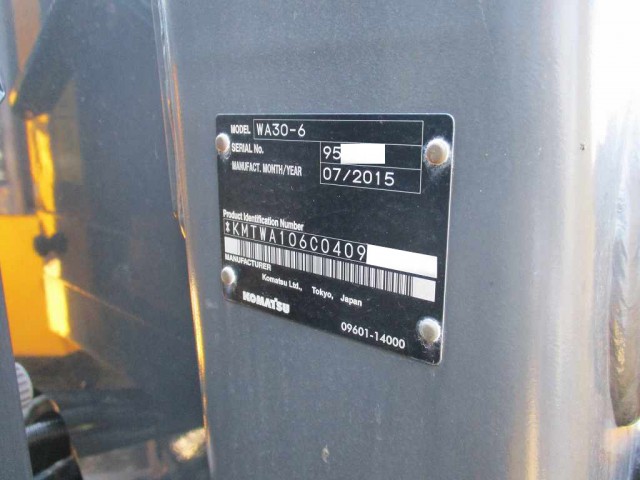 MODEL WA30-6
SERIAL No. 95
MANUFACT. MONTH/YEAR 07/2015
Product Identification Number
*KMTWA106C0409
MANUFACTURER
Komatsu Ltd., Tokyo, Japan
KOMATSU
09601-14000